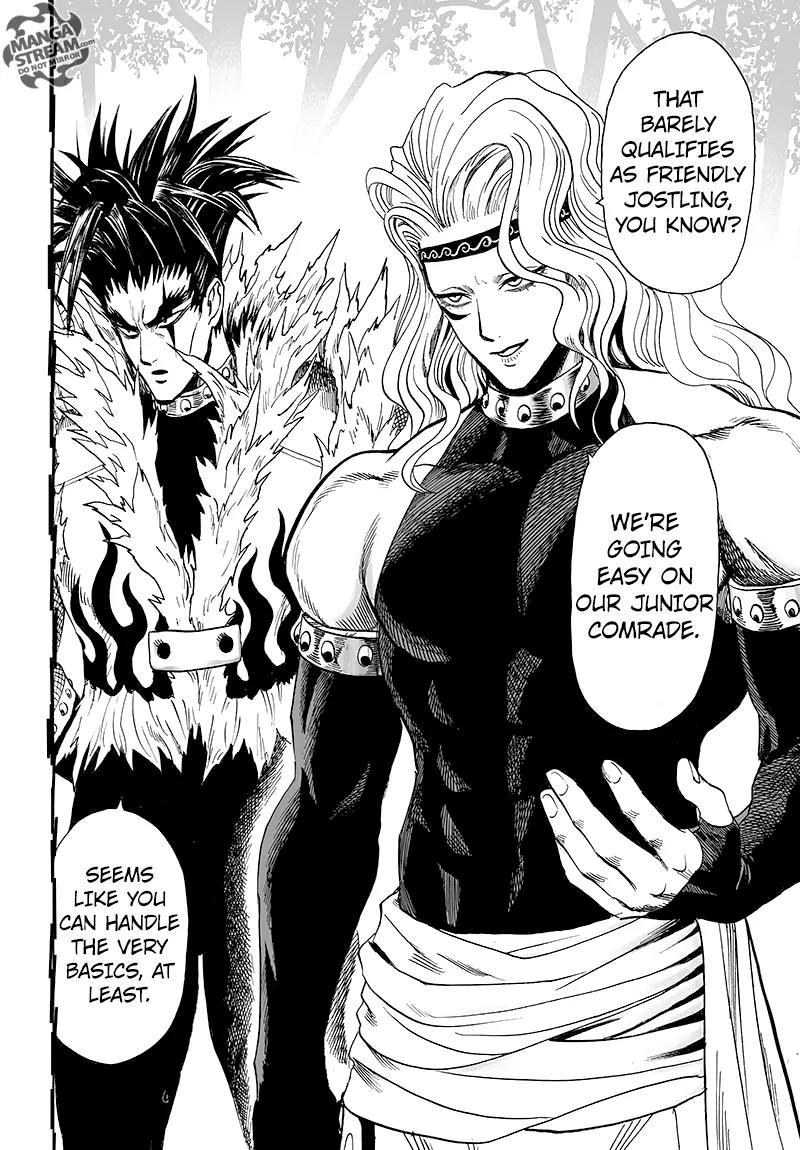 MANGA
STREAM.COM
DO NOT MIRROR
THAT
BARELY
QUALIFIES
AS FRIENDLY
JOSTLING,
YOU KNOW?
WE'RE
GOING
EASY ON
OUR JUNIOR
COMRADE.
SEEMS
LIKE YOU
CAN HANDLE
THE VERY
BASICS, AT
LEAST.